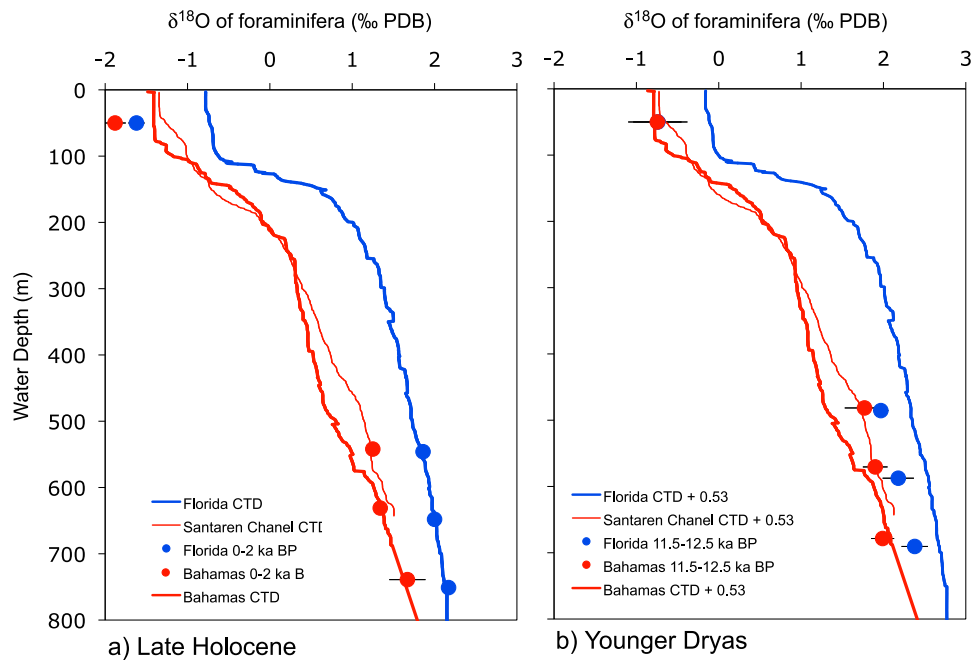 δ¹⁸O of foraminifera (‰ PDB)
-2 -1 0 1 2 3
0
100
200
300
400
500
600
700
800
Water Depth (m)
Florida CTD
Santaren Chanel CTD
Florida 0-2 ka BP
Bahamas 0-2 ka B
Bahamas CTD
a) Late Holocene
δ¹⁸O of foraminifera (‰ PDB)
-2 -1 0 1 2 3
Florida CTD + 0.53
Santaren Chanel CTD + 0.53
Florida 11.5-12.5 ka BP
Bahamas 11.5-12.5 ka BP
Bahamas CTD + 0.53
b) Younger Dryas